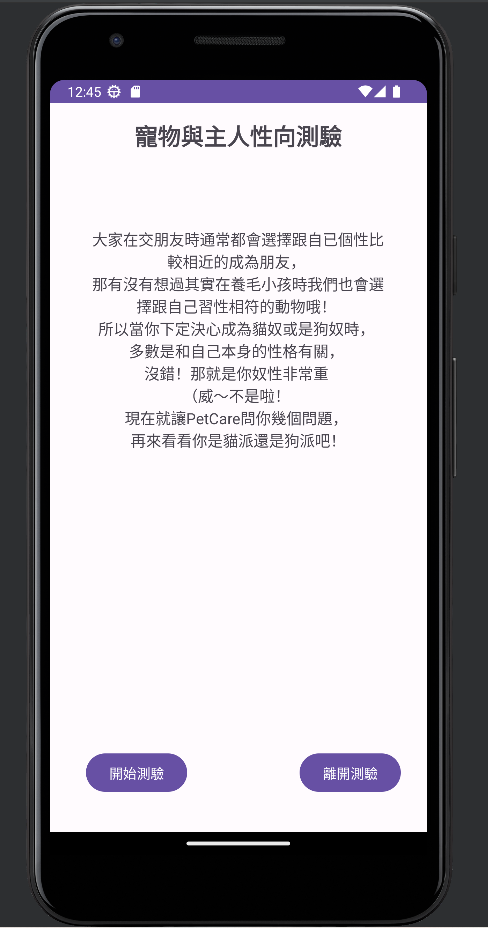 12:45
寵物與主人性向測驗
大家在交朋友時通常都會選擇跟自已個性比
較相近的成為朋友，
那有沒有想過其實在養毛小孩時我們也會選
擇跟自己習性相符的動物哦！
所以當你下定決心成為貓奴或是狗奴時，
多數是和自己本身的性格有關，
沒錯！那就是你奴性非常重
（威～不是啦！
現在就讓PetCare問你幾個問題，
再來看看你是貓派還是狗派吧！
開始測驗
離開測驗